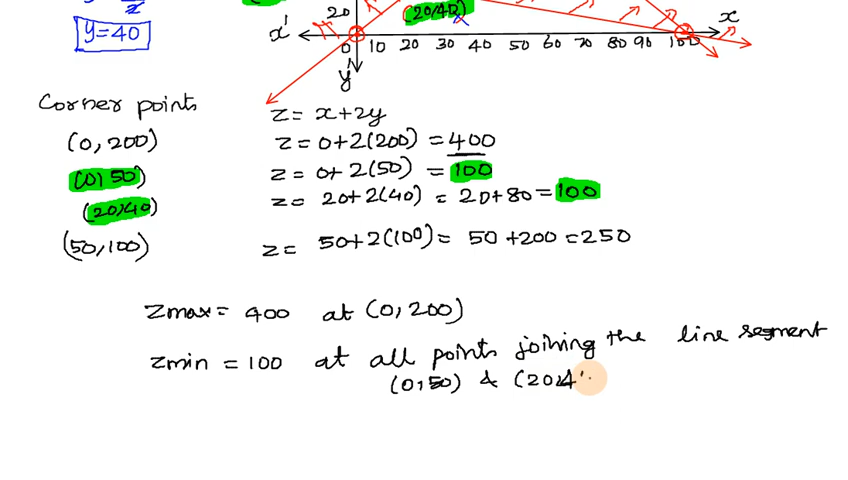 y=40
20
(20,40)
x
x'
0 10 20 30 40 50 60 70 80 90 100
y'
Corner points
z = x+2y
(0,200)
z = 0+2(200) = 400
(0,50)
z = 0+2(50) = 100
(20,40)
z = 20+2(40) = 20+80 = 100
(50,100)
z = 50+2(100) = 50+200 = 250
zmax = 400 at (0,200)
zmin = 100 at all points joining the line segment
(0,50) & (20,4